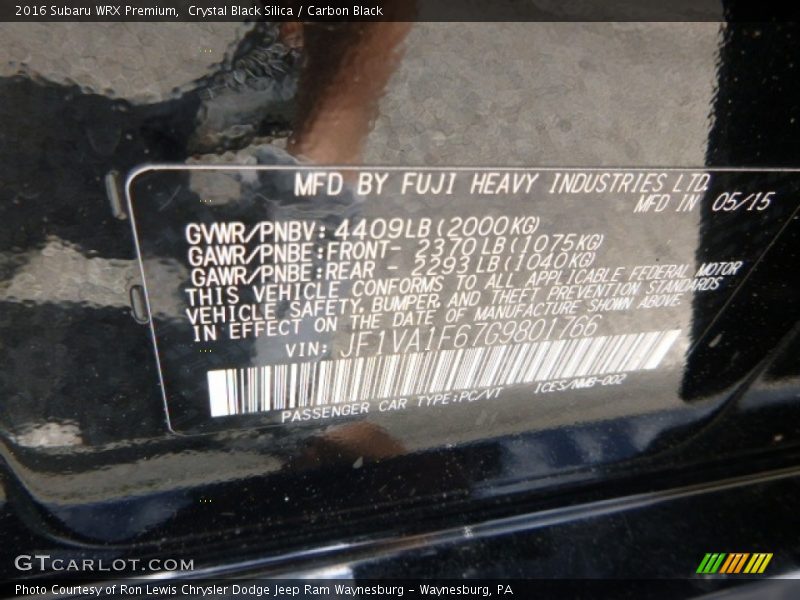 2016 Subaru WRX Premium,  Crystal Black Silica / Carbon Black
MFD BY FUJI HEAVY INDUSTRIES LTD.
MFD IN 05/15
GVWR/PNBV: 4409LB(2000KG)
GAWR/PNBE:FRONT- 2370LB(1075KG)
GAWR/PNBE:REAR - 2293LB(1040KG)
THIS VEHICLE CONFORMS TO ALL APPLICABLE FEDERAL MOTOR
VEHICLE SAFETY, BUMPER, AND THEFT PREVENTION STANDARDS
IN EFFECT ON THE DATE OF MANUFACTURE SHOWN ABOVE
VIN: JF1VA1F67G9801766
PASSENGER CAR TYPE:PC/VT ICES/NMB-002
GTCARLOT.COM
Photo Courtesy of Ron Lewis Chrysler Dodge Jeep Ram Waynesburg – Waynesburg, PA